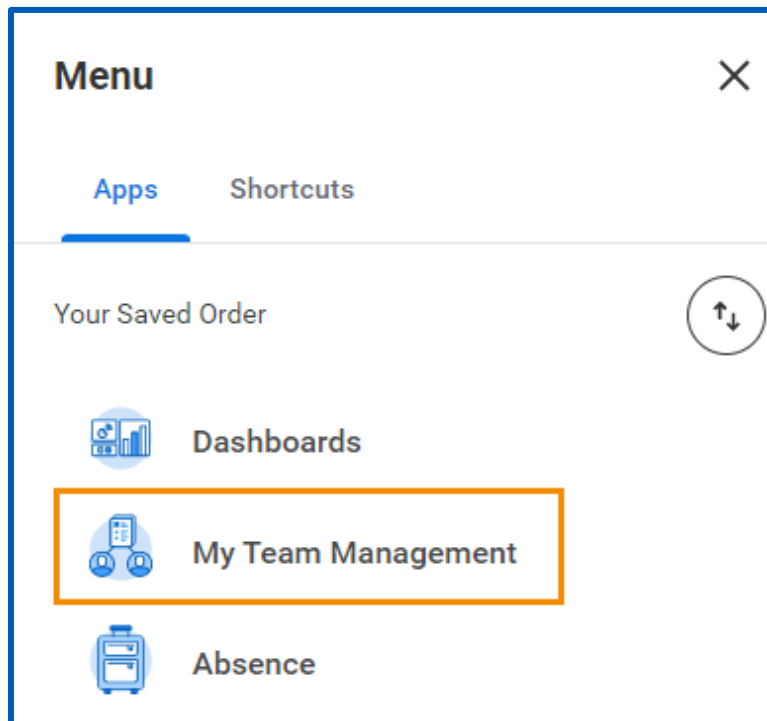 Menu
Apps Shortcuts
Your Saved Order
Dashboards
My Team Management
Absence